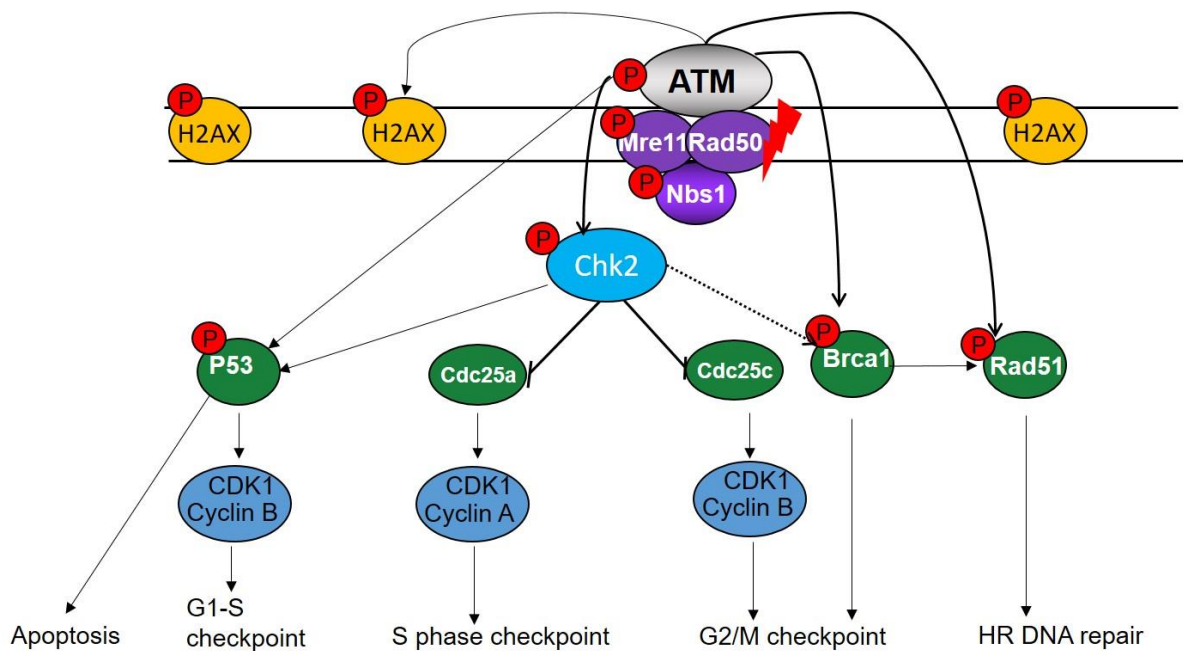 P
ATM
P
H2AX
P
H2AX
P
Mre11
Rad50
P
H2AX
P
Nbs1
P
Chk2
P
P53
Cdc25a
Cdc25c
P
Brca1
P
Rad51
CDK1
Cyclin B
CDK1
Cyclin A
CDK1
Cyclin B
Apoptosis
G1-S
checkpoint
S phase checkpoint
G2/M checkpoint
HR DNA repair